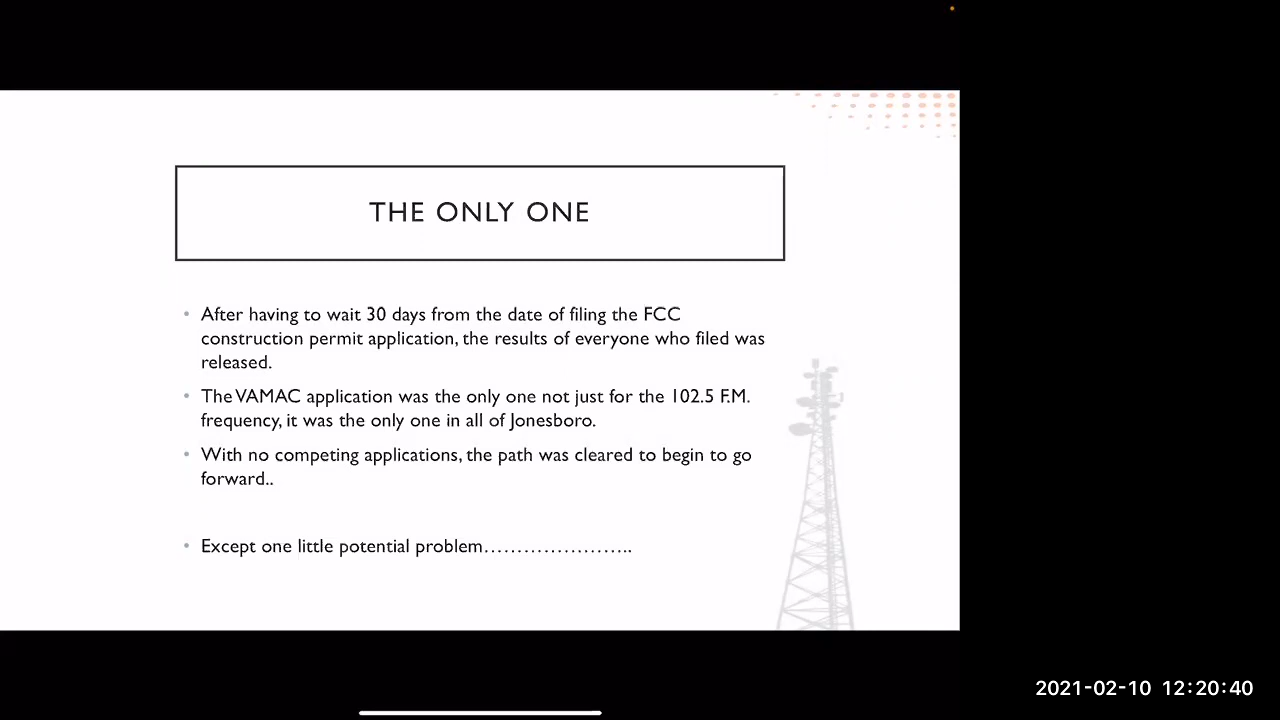 THE ONLY ONE
• After having to wait 30 days from the date of filing the FCC
construction permit application, the results of everyone who filed was
released.
• The VAMAC application was the only one not just for the 102.5 F.M.
frequency, it was the only one in all of Jonesboro.
• With no competing applications, the path was cleared to begin to go
forward..
• Except one little potential problem…………………..
2021-02-10 12:20:40